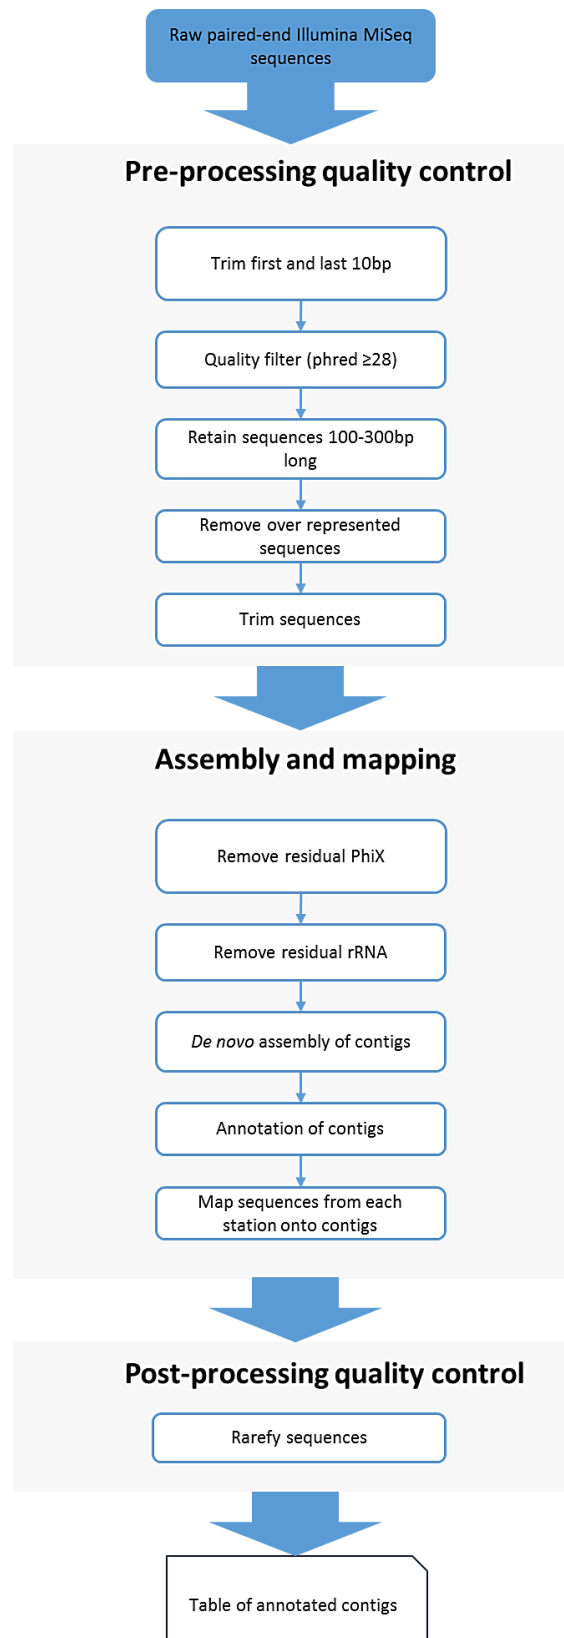 Raw paired-end Illumina MiSeq
sequences
Pre-processing quality control
Trim first and last 10bp
Quality filter (phred ≥28)
Retain sequences 100-300bp
long
Remove over represented
sequences
Trim sequences
Assembly and mapping
Remove residual PhiX
Remove residual rRNA
De novo assembly of contigs
Annotation of contigs
Map sequences from each
station onto contigs
Post-processing quality control
Rarefy sequences
Table of annotated contigs